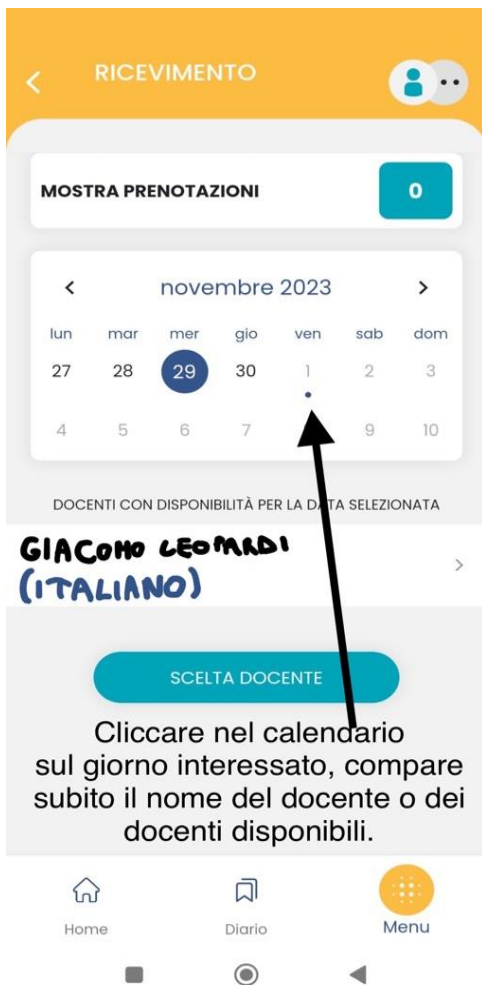 RICEVIMENTO
MOSTRA PRENOTAZIONI 0
novembre 2023
lun mar mer gio ven sab dom
27 28 29 30 1 2 3
4 5 6 7 9 10
DOCENTI CON DISPONIBILITÀ PER LA DATA SELEZIONATA
GIACOMO LEOPARDI
(ITALIANO)
SCELTA DOCENTE
Cliccare nel calendario
sul giorno interessato, compare
subito il nome del docente o dei
docenti disponibili.
Home Diario Menu